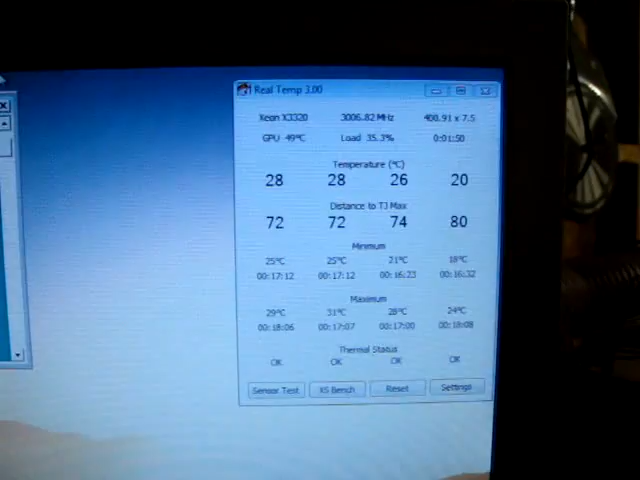 Real Temp 3.00
Xeon X3320 3006.82 MHz 400.91 x 7.5
GPU 49°C Load 35.3% 0:01:50
Temperature (°C)
28 28 26 20
Distance to TJ Max
72 72 74 80
Minimum
25°C 25°C 21°C 18°C
00:17:12 00:17:12 00:16:23 00:16:32
Maximum
29°C 31°C 28°C 24°C
00:18:06 00:17:07 00:17:00 00:18:08
Thermal Status
OK OK OK OK
Sensor Test XS Bench Reset Settings